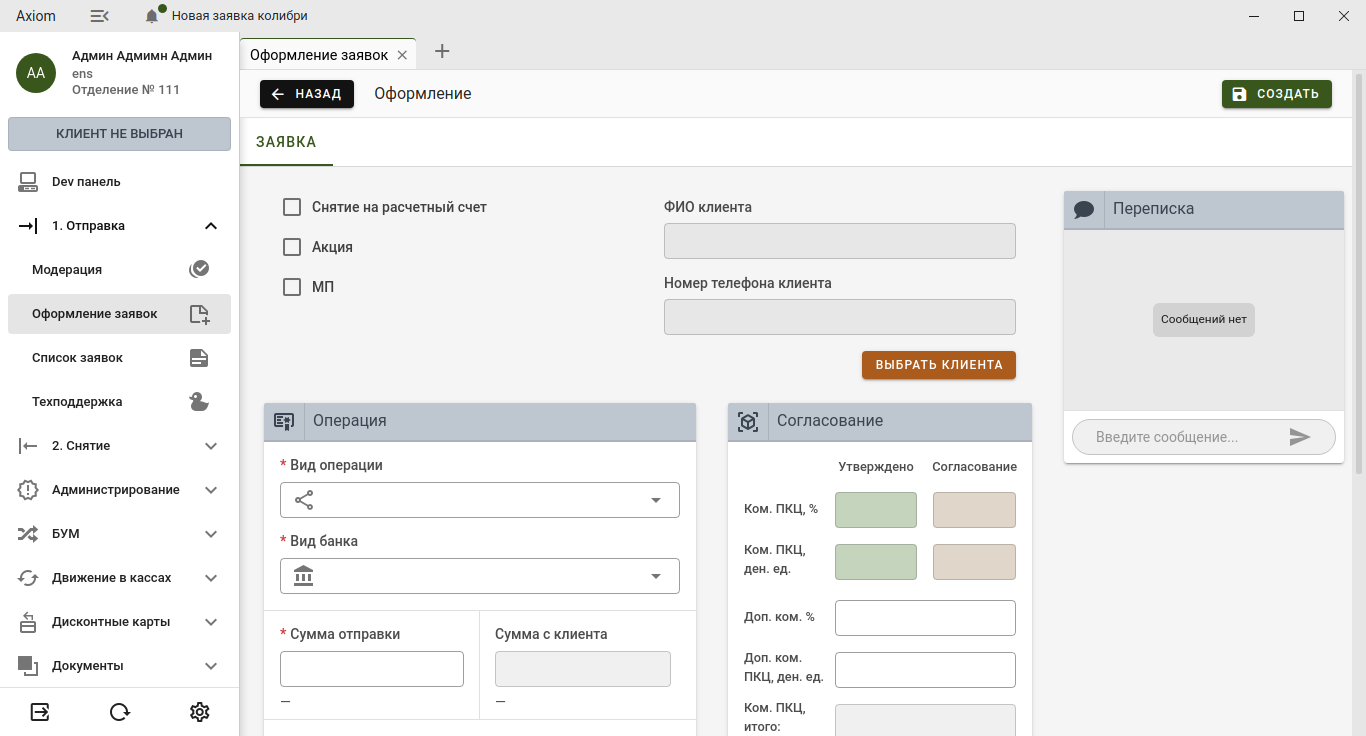 Axiom
Новая заявка колибри
АА
Админ Адмимн Админ
ens
Отделение № 111
КЛИЕНТ НЕ ВЫБРАН
Dev панель
1. Отправка
Модерация
Оформление заявок
Список заявок
Техподдержка
2. Снятие
Администрирование
БУМ
Движение в кассах
Дисконтные карты
Документы
Оформление заявок
НАЗАД
Оформление
СОЗДАТЬ
ЗАЯВКА
Снятие на расчетный счет
Акция
МП
ФИО клиента
Номер телефона клиента
ВЫБРАТЬ КЛИЕНТА
Операция
* Вид операции
* Вид банка
* Сумма отправки
Сумма с клиента
—
—
Согласование
Утверждено
Согласование
Ком. ПКЦ, %
Ком. ПКЦ,
ден. ед.
Доп. ком. %
Доп. ком.
ПКЦ, ден. ед.
Ком. ПКЦ,
итого:
Переписка
Сообщений нет
Введите сообщение...